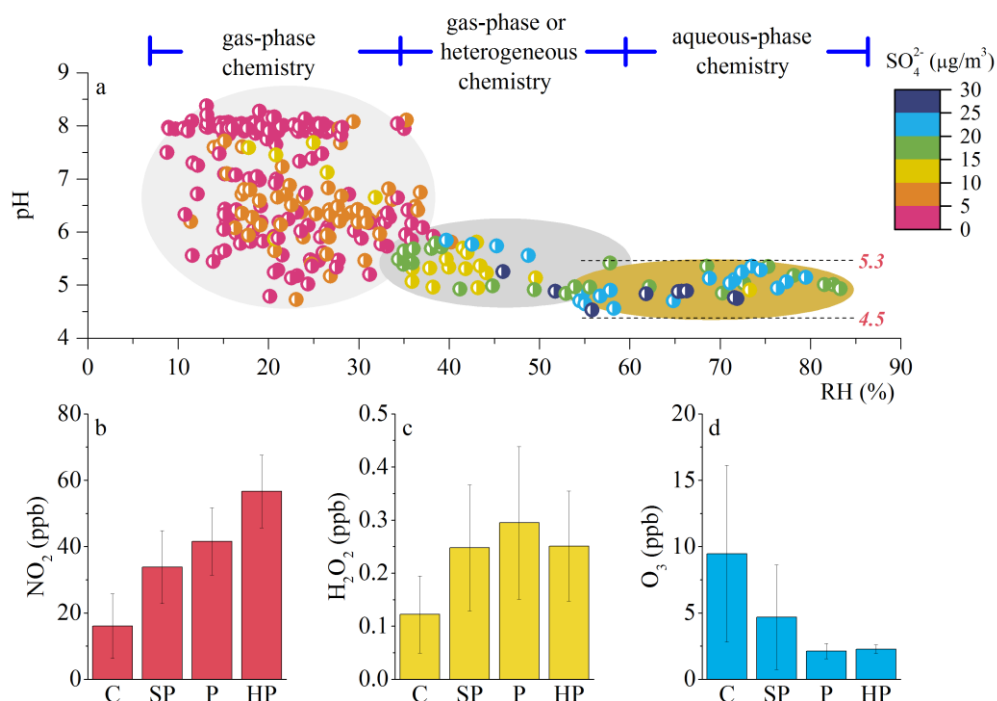 gas-phase
chemistry
gas-phase or
heterogeneous
chemistry
aqueous-phase
chemistry
SO₄²⁻ (μg/m³)
30
25
20
15
10
5
0
a
9
8
7
6
5
4
pH
5.3
4.5
0 10 20 30 40 50 60 70 80 90
RH (%)
b
80
60
40
20
0
NO₂ (ppb)
C SP P HP
c
0.5
0.4
0.3
0.2
0.1
0.0
H₂O₂ (ppb)
C SP P HP
d
20
15
10
5
0
O₃ (ppb)
C SP P HP